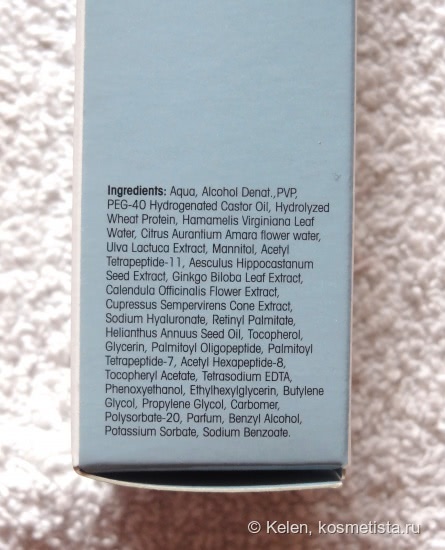 Ingredients: Aqua, Alcohol Denat.,PVP,
PEG-40 Hydrogenated Castor Oil, Hydrolyzed
Wheat Protein, Hamamelis Virginiana Leaf
Water, Citrus Aurantium Amara flower water,
Ulva Lactuca Extract, Mannitol, Acetyl
Tetrapeptide-11, Aesculus Hippocastanum
Seed Extract, Ginkgo Biloba Leaf Extract,
Calendula Officinalis Flower Extract,
Cupressus Sempervirens Cone Extract,
Sodium Hyaluronate, Retinyl Palmitate,
Helianthus Annuus Seed Oil, Tocopherol,
Glycerin, Palmitoyl Oligopeptide, Palmitoyl
Tetrapeptide-7, Acetyl Hexapeptide-8,
Tocopheryl Acetate, Tetrasodium EDTA,
Phenoxyethanol, Ethylhexylglycerin, Butylene
Glycol, Propylene Glycol, Carbomer,
Polysorbate-20, Parfum, Benzyl Alcohol,
Potassium Sorbate, Sodium Benzoate.
© Kelen, kosmetista.ru